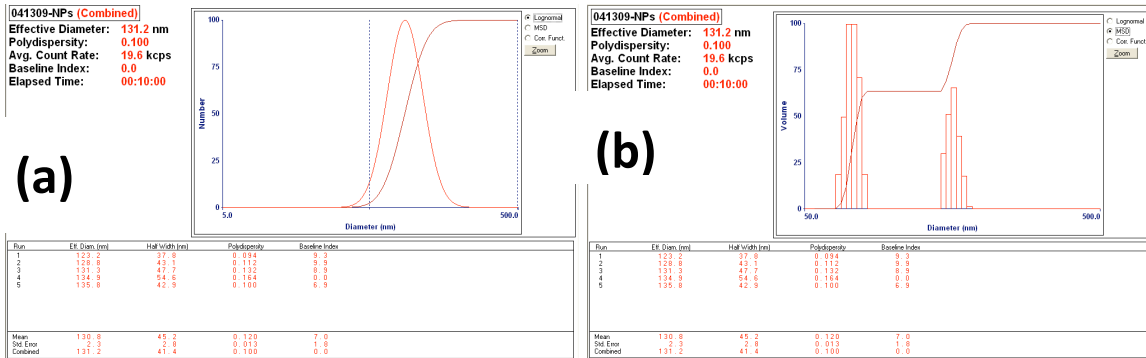 041309-NPs (Combined)
Effective Diameter: 131.2 nm
Polydispersity: 0.100
Avg. Count Rate: 19.6 kcps
Baseline Index: 0.0
Elapsed Time: 00:10:00
(a)
Number
100
75
50
25
0
5.0
500.0
Diameter (nm)
Lognormal
MSD
Corr. Funct.
Zoom
Run Eff. Diam. (nm) Half Width (nm) Polydispersity Baseline Index
1 123.2 37.8 0.094 9.3
2 128.8 43.1 0.112 9.9
3 131.3 47.7 0.132 8.9
4 134.9 54.6 0.164 0.0
5 135.8 42.9 0.100 6.9
Mean 130.8 45.2 0.120 7.0
Std. Error 2.3 2.8 0.013 1.8
Combined 131.2 41.4 0.100 0.0
041309-NPs (Combined)
Effective Diameter: 131.2 nm
Polydispersity: 0.100
Avg. Count Rate: 19.6 kcps
Baseline Index: 0.0
Elapsed Time: 00:10:00
(b)
Volume
100
75
50
25
0
50.0
500.0
Diameter (nm)
Lognormal
MSD
Corr. Funct.
Zoom
Run Eff. Diam. (nm) Half Width (nm) Polydispersity Baseline Index
1 123.2 37.8 0.094 9.3
2 128.8 43.1 0.112 9.9
3 131.3 47.7 0.132 8.9
4 134.9 54.6 0.164 0.0
5 135.8 42.9 0.100 6.9
Mean 130.8 45.2 0.120 7.0
Std. Error 2.3 2.8 0.013 1.8
Combined 131.2 41.4 0.100 0.0